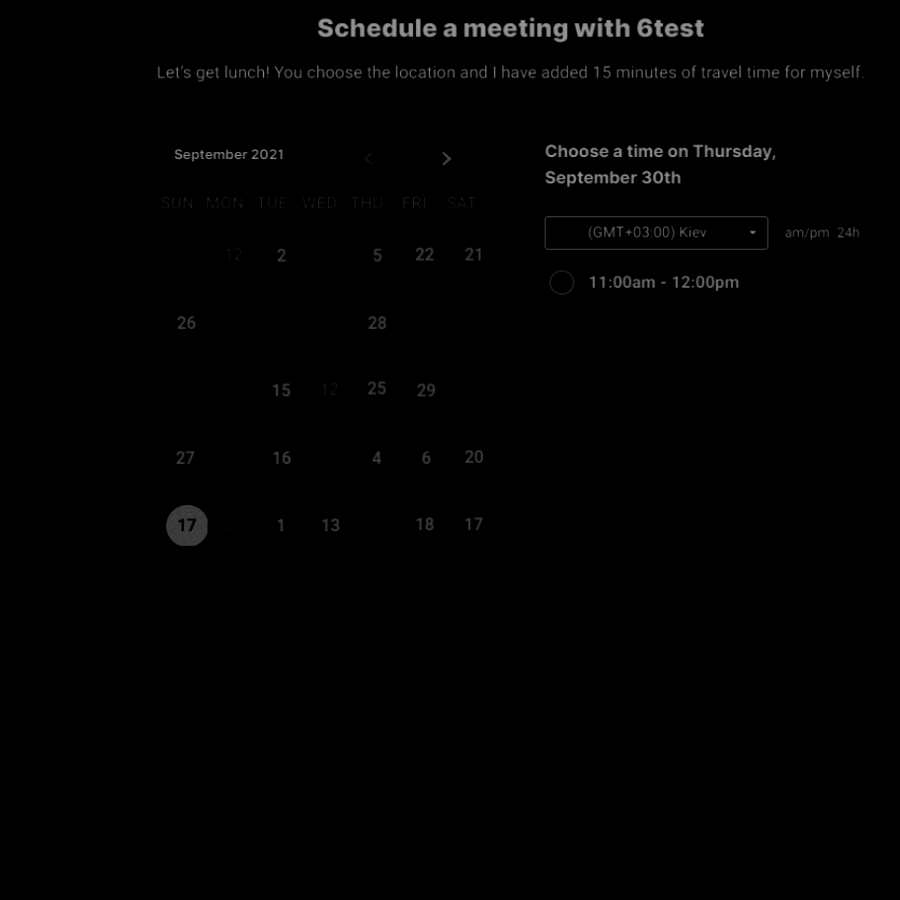 Schedule a meeting with 6test
Let's get lunch! You choose the location and I have added 15 minutes of travel time for myself.
September 2021
SUN MON TUE WED THU FRI SAT
12 2 5 22 21
26 28
15 12 25 29
27 16 4 6 20
17 1 13 18 17
Choose a time on Thursday,
September 30th
(GMT+03:00) Kiev am/pm 24h
11:00am - 12:00pm